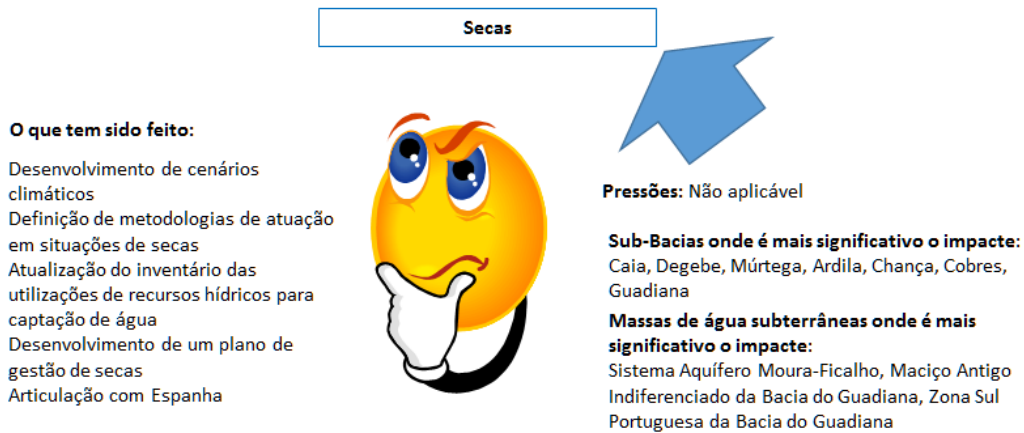 Secas
O que tem sido feito:
Desenvolvimento de cenários
climáticos
Definição de metodologias de atuação
em situações de secas
Atualização do inventário das
utilizações de recursos hídricos para
captação de água
Desenvolvimento de um plano de
gestão de secas
Articulação com Espanha
Pressões: Não aplicável
Sub-Bacias onde é mais significativo o impacte:
Caia, Degebe, Múrtega, Ardila, Chança, Cobres,
Guadiana
Massas de água subterrâneas onde é mais
significativo o impacte:
Sistema Aquífero Moura-Ficalho, Maciço Antigo
Indiferenciado da Bacia do Guadiana, Zona Sul
Portuguesa da Bacia do Guadiana